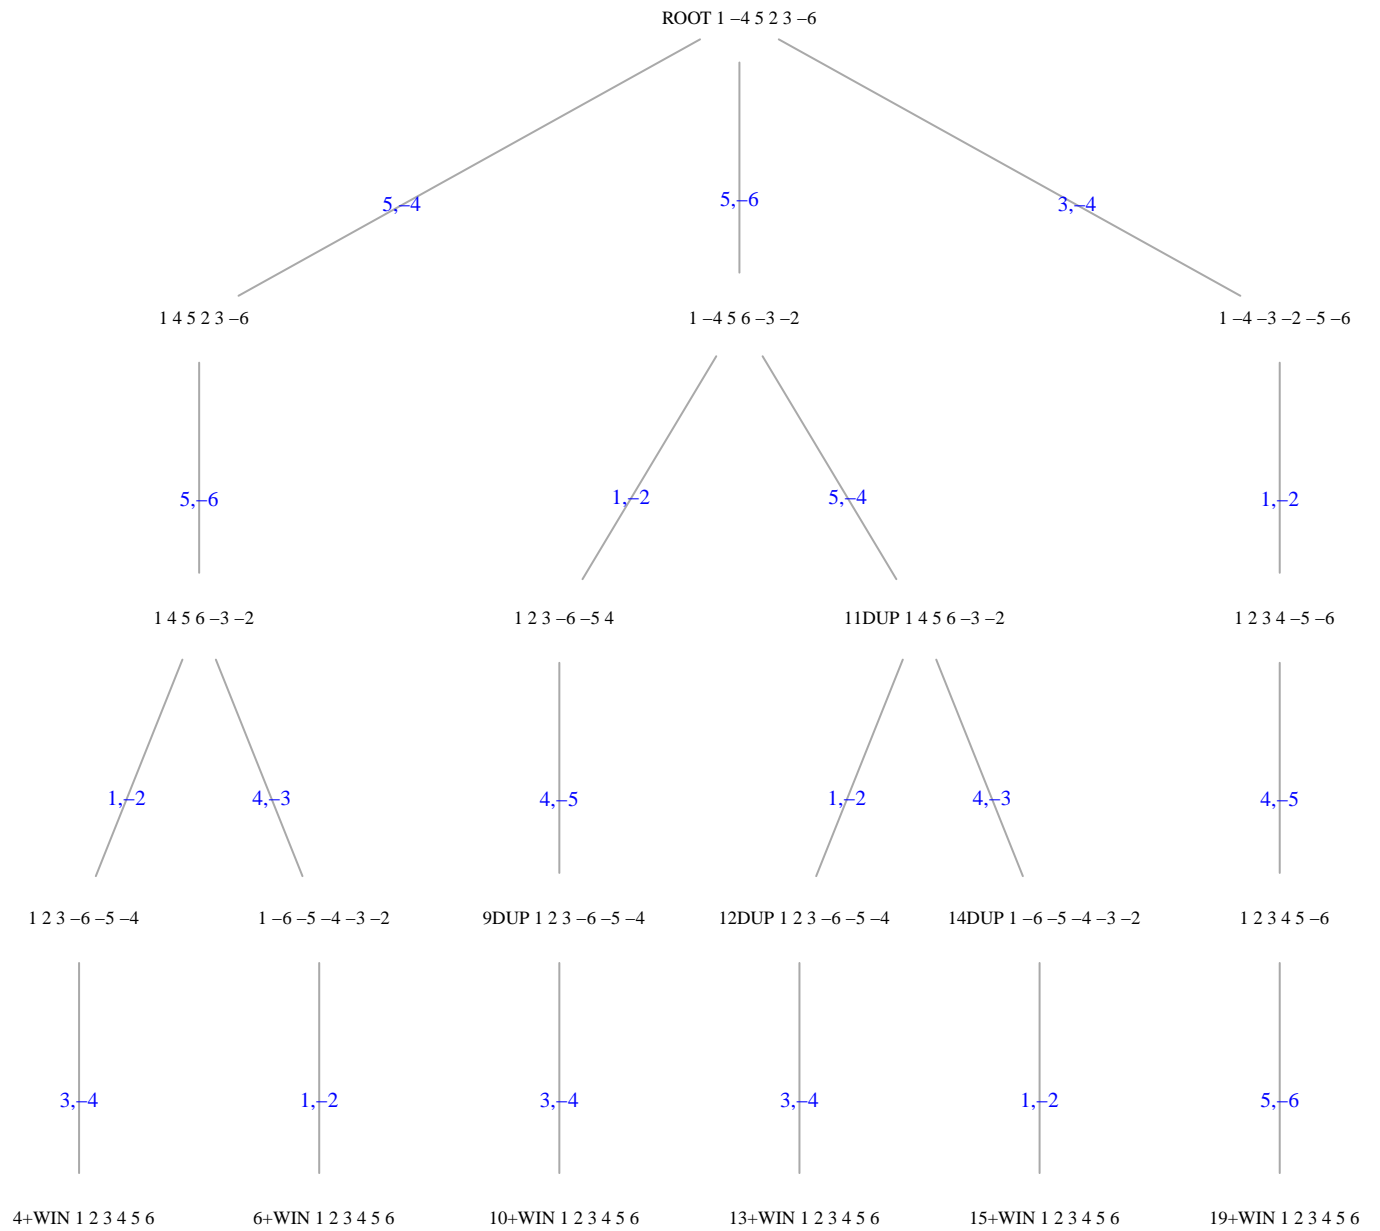 ROOT 1 –4 5 2 3 –6
5,–4 5,–6 3,–4
1 4 5 2 3 –6 1 –4 5 6 –3 –2 1 –4 –3 –2 –5 –6
5,–6 1,–2 5,–4 1,–2
1 4 5 6 –3 –2 1 2 3 –6 –5 4 11DUP 1 4 5 6 –3 –2 1 2 3 4 –5 –6
1,–2 4,–3 4,–5 1,–2 4,–3 4,–5
1 2 3 –6 –5 –4 1 –6 –5 –4 –3 –2 9DUP 1 2 3 –6 –5 –4 12DUP 1 2 3 –6 –5 –4 14DUP 1 –6 –5 –4 –3 –2 1 2 3 4 5 –6
3,–4 1,–2 3,–4 3,–4 1,–2 5,–6
4+WIN 1 2 3 4 5 6 6+WIN 1 2 3 4 5 6 10+WIN 1 2 3 4 5 6 13+WIN 1 2 3 4 5 6 15+WIN 1 2 3 4 5 6 19+WIN 1 2 3 4 5 6